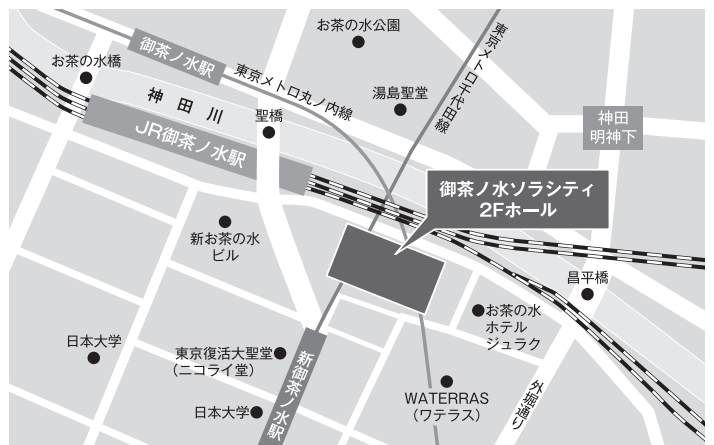 お茶の水公園
お茶の水橋
御茶ノ水駅
東京メトロ丸ノ内線
東京メトロ千代田線
湯島聖堂
神田川
聖橋
JR御茶ノ水駅
神田
明神下
御茶ノ水ソラシティ
2Fホール
新お茶の水
ビル
昌平橋
お茶の水
ホテル
ジュラク
日本大学
東京復活大聖堂
(ニコライ堂)
新御茶ノ水駅
日本大学
WATERRAS
(ワテラス)
外堀通り